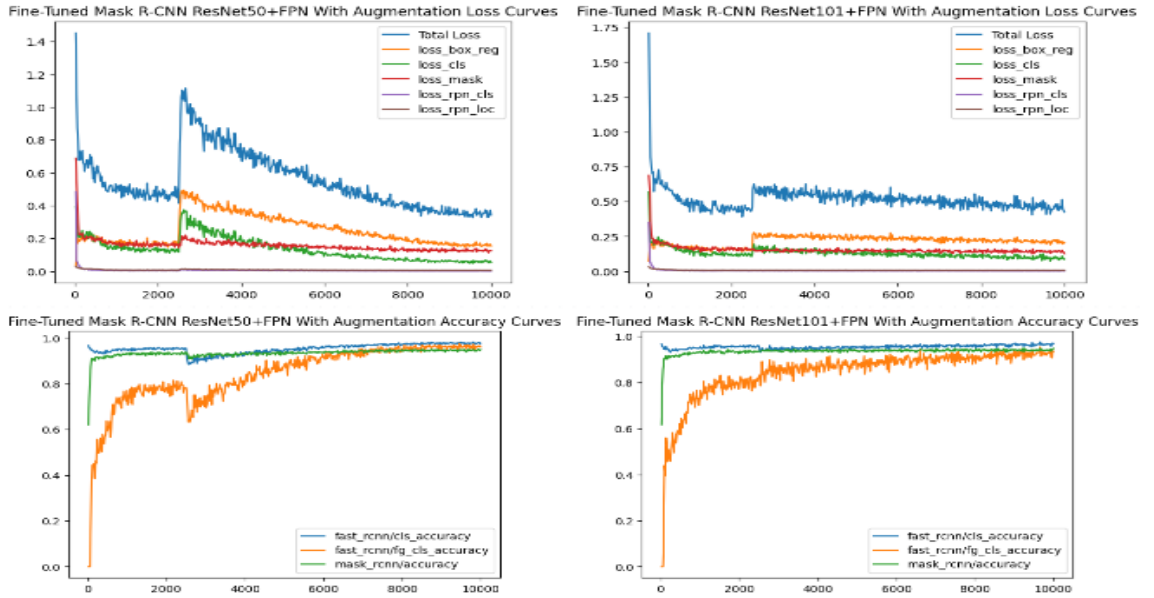 Fine-Tuned Mask R-CNN ResNet50+FPN With Augmentation Loss Curves
1.4
1.2
1.0
0.8
0.6
0.4
0.2
0.0
0
2000
4000
6000
8000
10000
Total Loss
loss_box_reg
loss_cls
loss_mask
loss_rpn_cls
loss_rpn_loc
Fine-Tuned Mask R-CNN ResNet101+FPN With Augmentation Loss Curves
1.75
1.50
1.25
1.00
0.75
0.50
0.25
0.00
0
2000
4000
6000
8000
10000
Total Loss
loss_box_reg
loss_cls
loss_mask
loss_rpn_cls
loss_rpn_loc
Fine-Tuned Mask R-CNN ResNet50+FPN With Augmentation Accuracy Curves
1.0
0.8
0.6
0.4
0.2
0.0
0
2000
4000
6000
8000
10000
fast_rcnn/cls_accuracy
fast_rcnn/fg_cls_accuracy
mask_rcnn/accuracy
Fine-Tuned Mask R-CNN ResNet101+FPN With Augmentation Accuracy Curves
1.0
0.8
0.6
0.4
0.2
0.0
0
2000
4000
6000
8000
10000
fast_rcnn/cls_accuracy
fast_rcnn/fg_cls_accuracy
mask_rcnn/accuracy